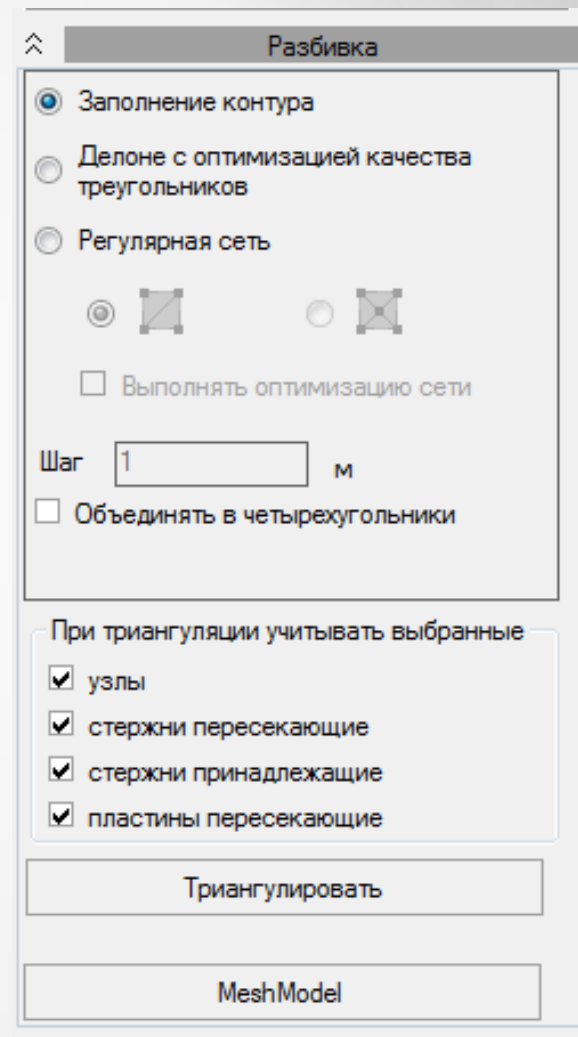 Разбивка
Заполнение контура
Делоне с оптимизацией качества
треугольников
Регулярная сеть
Выполнять оптимизацию сети
Шаг 1 м
Объединять в четырехугольники
При триангуляции учитывать выбранные
узлы
стержни пересекающие
стержни принадлежащие
пластины пересекающие
Триангулировать
MeshModel